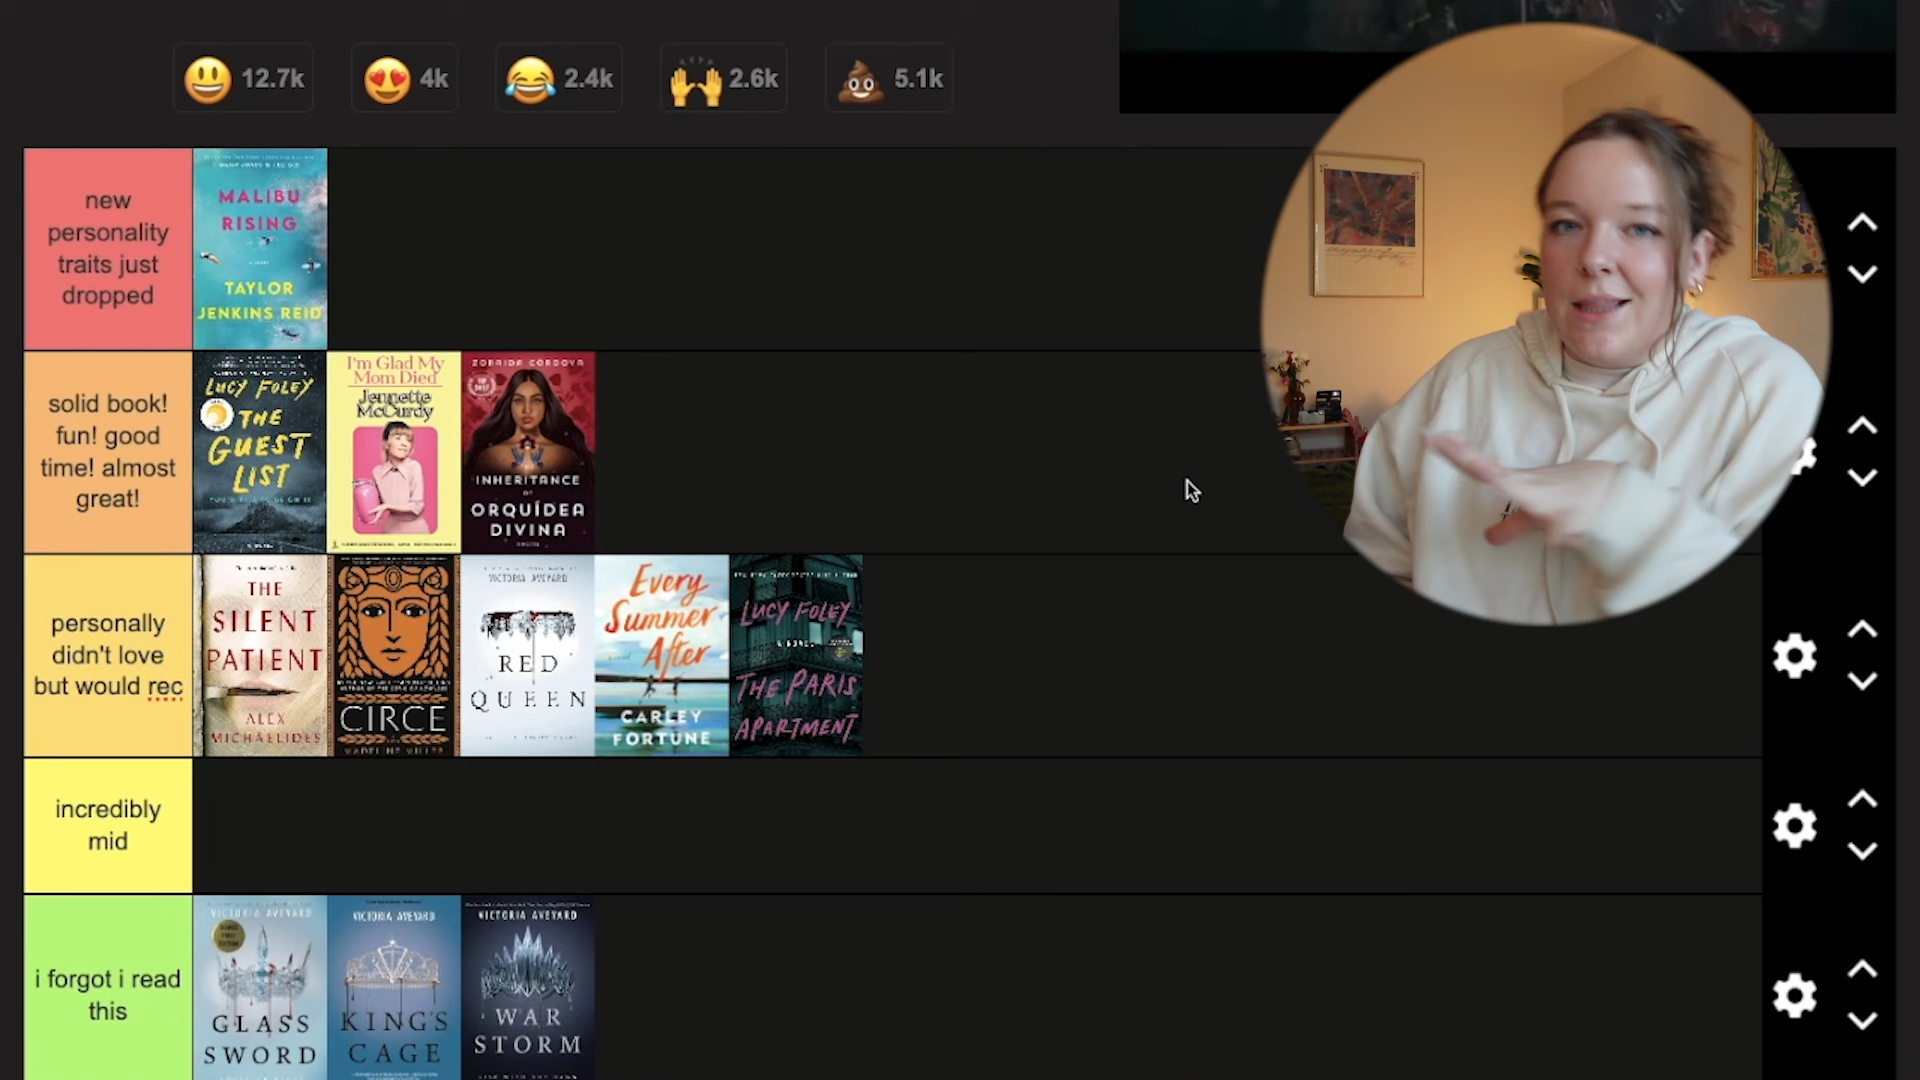 12.7k
4k
2.4k
2.6k
5.1k
new
personality
traits just
dropped
MALIBU
RISING
TAYLOR
JENKINS REID
solid book!
fun! good
time! almost
great!
LUCY FOLEY
THE
GUEST
LIST
I'm Glad My
Mom Died
Jennette
McCurdy
ZORAIDA CÓRDOVA
INHERITANCE
OF
ORQUÍDEA
DIVINA
personally
didn't love
but would rec
THE
SILENT
PATIENT
ALEX
MICHAELIDES
CIRCE
MADELINE MILLER
VICTORIA AVEYARD
RED
QUEEN
Every
Summer
After
CARLEY
FORTUNE
LUCY FOLEY
A NOVEL
THE PARIS
APARTMENT
incredibly
mid
i forgot i read
this
VICTORIA AVEYARD
GLASS
SWORD
VICTORIA AVEYARD
KING'S
CAGE
VICTORIA AVEYARD
WAR
STORM